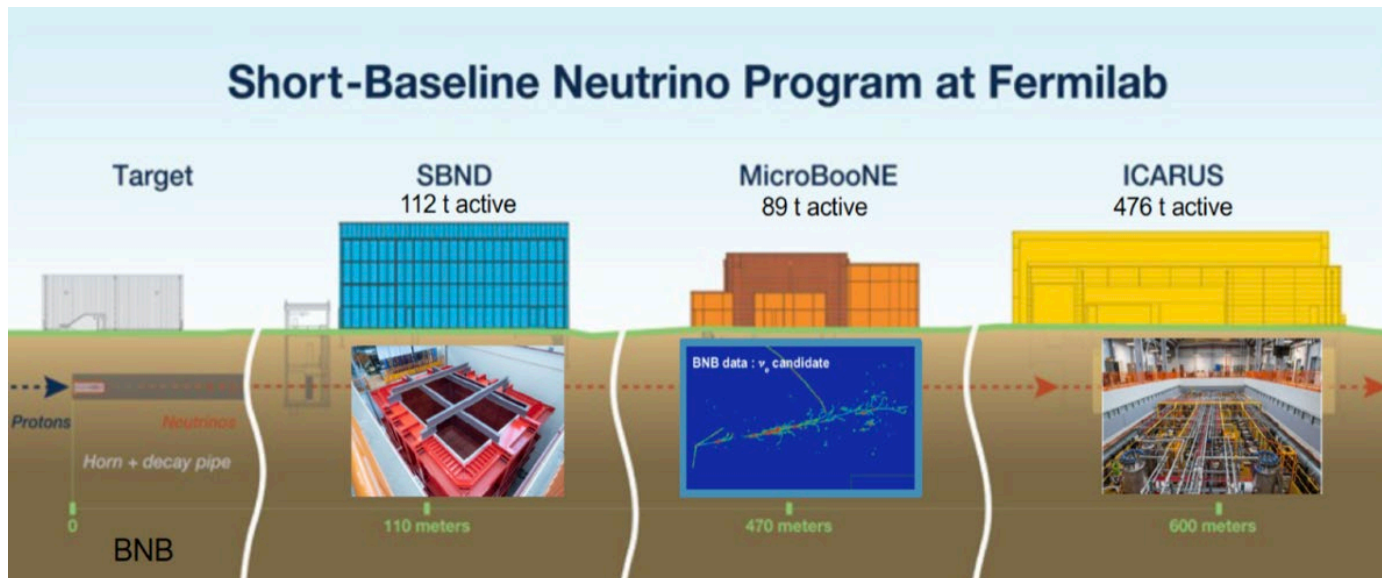 Short-Baseline Neutrino Program at Fermilab
Target
SBND
112 t active
MicroBooNE
89 t active
ICARUS
476 t active
BNB data : νe candidate
Protons
Neutrinos
Horn + decay pipe
0
110 meters
470 meters
600 meters
BNB